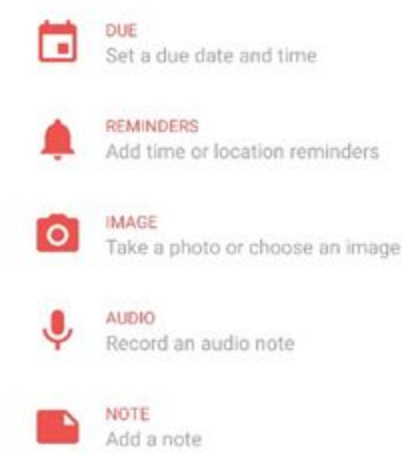 DUE
Set a due date and time
REMINDERS
Add time or location reminders
IMAGE
Take a photo or choose an image
AUDIO
Record an audio note
NOTE
Add a note